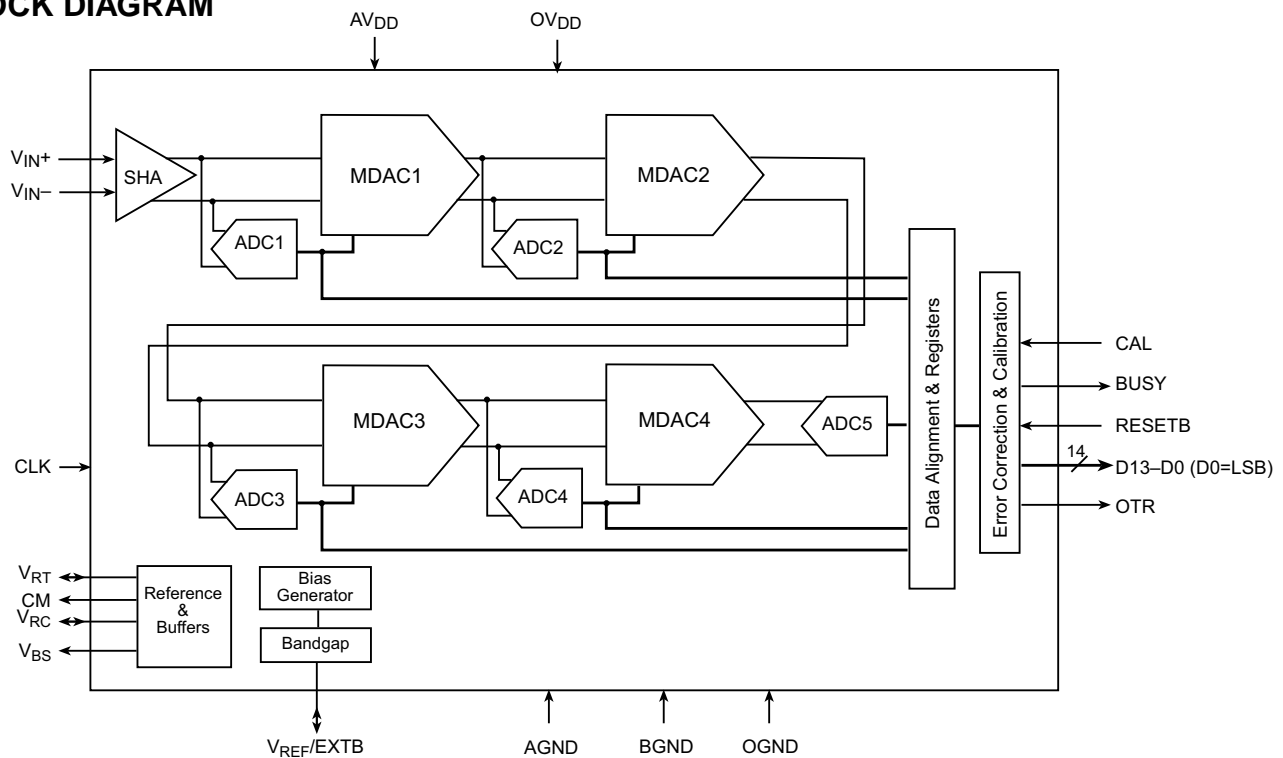 OCK DIAGRAM
AVDD
OVDD
VIN+
VIN–
SHA
MDAC1
MDAC2
ADC1
ADC2
MDAC3
MDAC4
ADC5
ADC3
ADC4
Data Alignment & Registers
Error Correction & Calibration
CAL
BUSY
RESETB
14
D13–D0 (D0=LSB)
OTR
CLK
VRT
CM
VRC
VBS
Reference
&
Buffers
Bias
Generator
Bandgap
VREF/EXTB
AGND
BGND
OGND